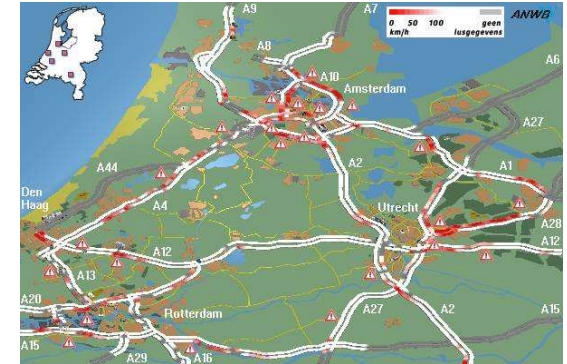 A9
A7
0 50 100
km/h
geen
lusgegevens
ANWB
A8
A10
Amsterdam
A6
A27
A44
A2
A1
Den
Haag
A4
Utrecht
A28
A12
A12
A13
A20
Rotterdam
A27
A2
A15
A15
A29
A16